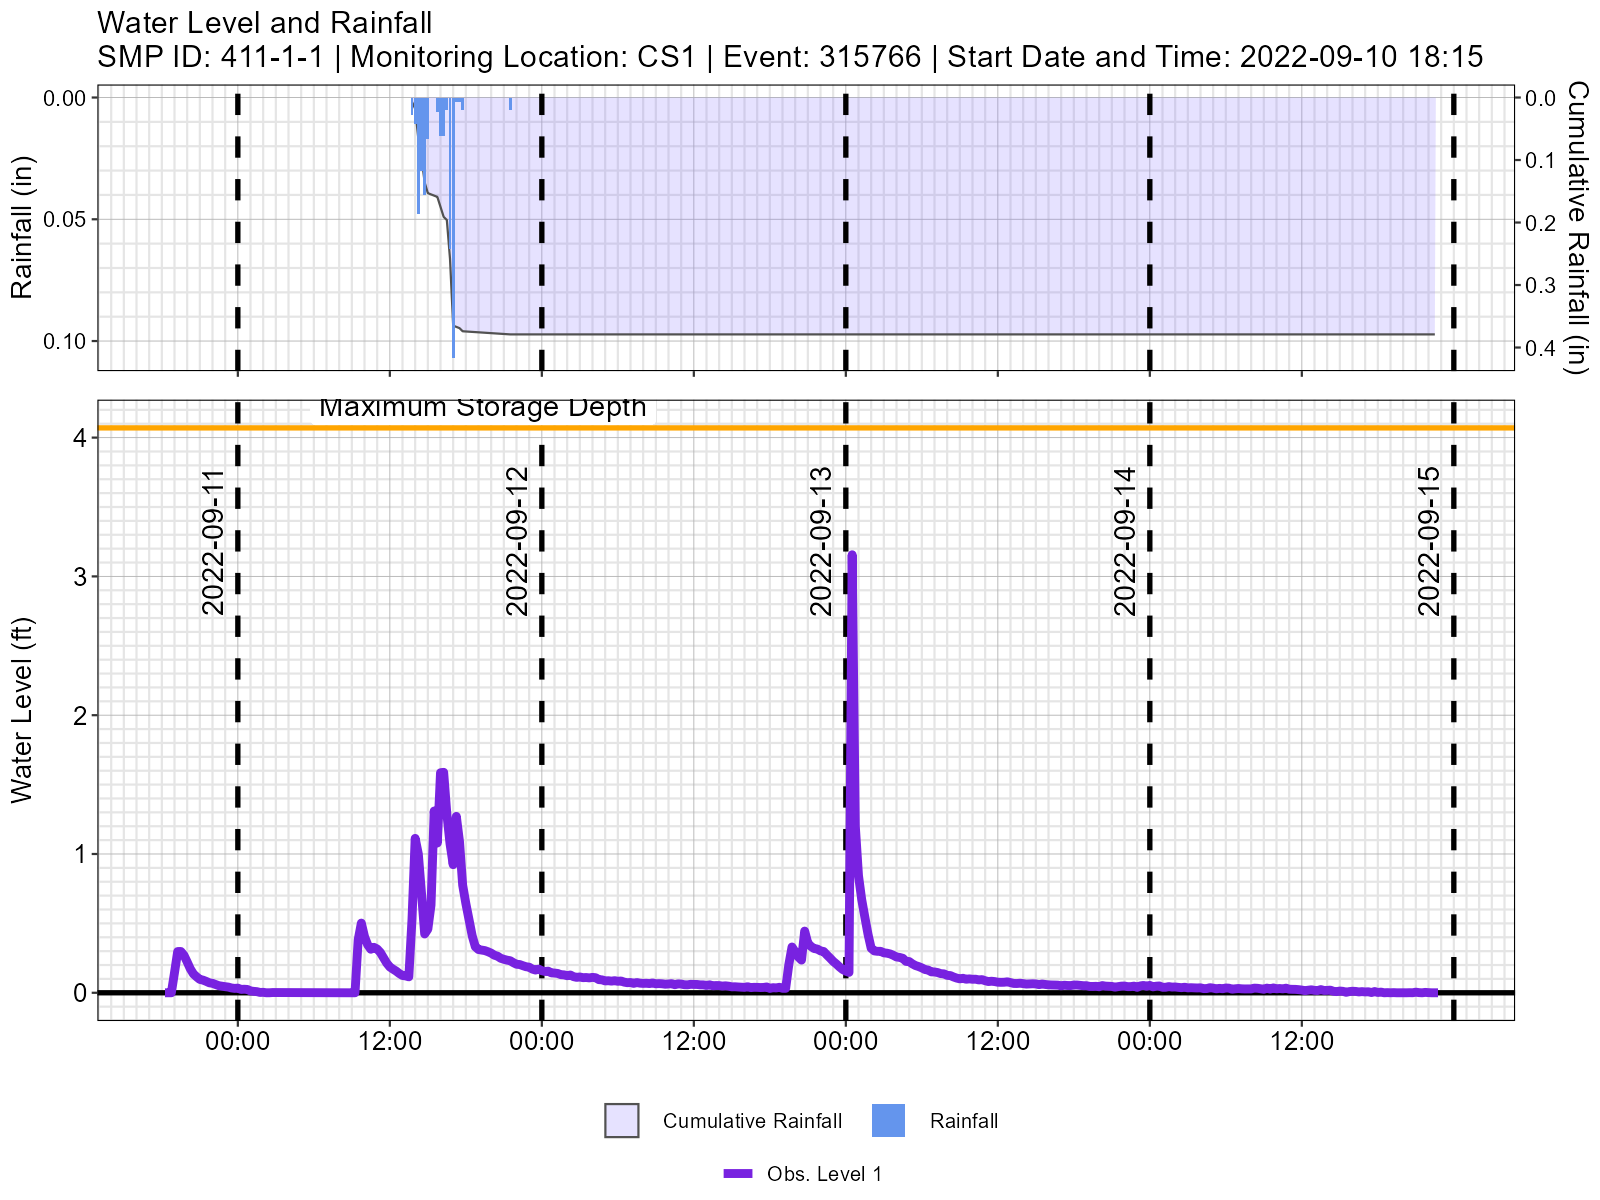 Water Level and Rainfall
SMP ID: 411-1-1 | Monitoring Location: CS1 | Event: 315766 | Start Date and Time: 2022-09-10 18:15
Rainfall (in)
0.00
0.05
0.10
0.0
0.1
0.2
0.3
0.4
Cumulative Rainfall (in)
Maximum Storage Depth
Water Level (ft)
4
3
2
1
0
2022-09-11
2022-09-12
2022-09-13
2022-09-14
2022-09-15
00:00 12:00 00:00 12:00 00:00 12:00 00:00 12:00
Cumulative Rainfall Rainfall
Obs. Level 1